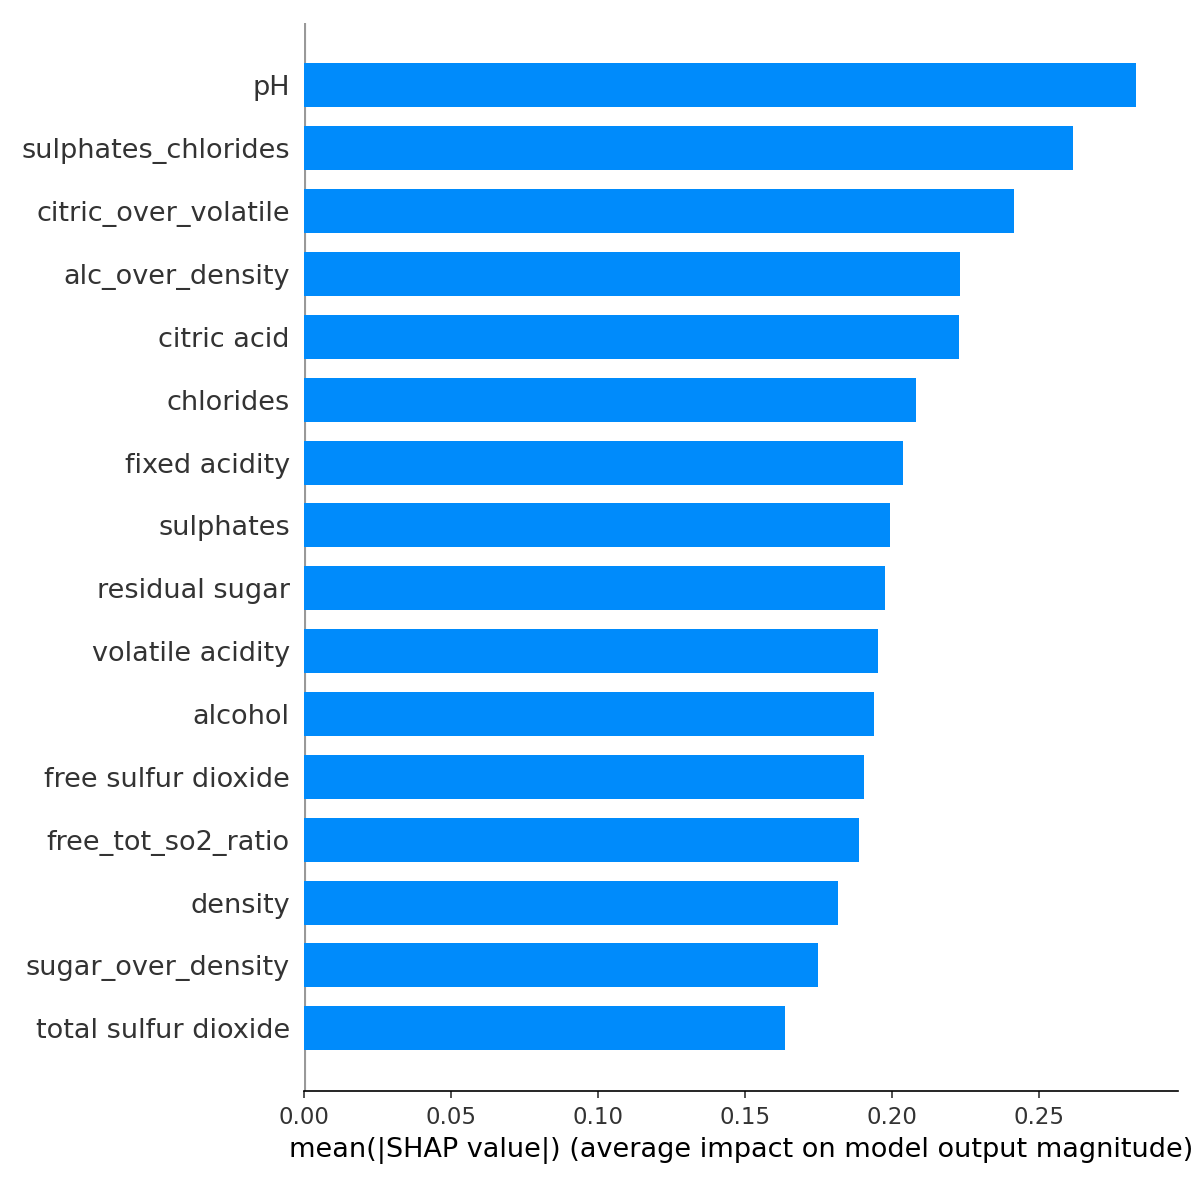 pH
sulphates_chlorides
citric_over_volatile
alc_over_density
citric acid
chlorides
fixed acidity
sulphates
residual sugar
volatile acidity
alcohol
free sulfur dioxide
free_tot_so2_ratio
density
sugar_over_density
total sulfur dioxide
0.00 0.05 0.10 0.15 0.20 0.25
mean(|SHAP value|) (average impact on model output magnitude)